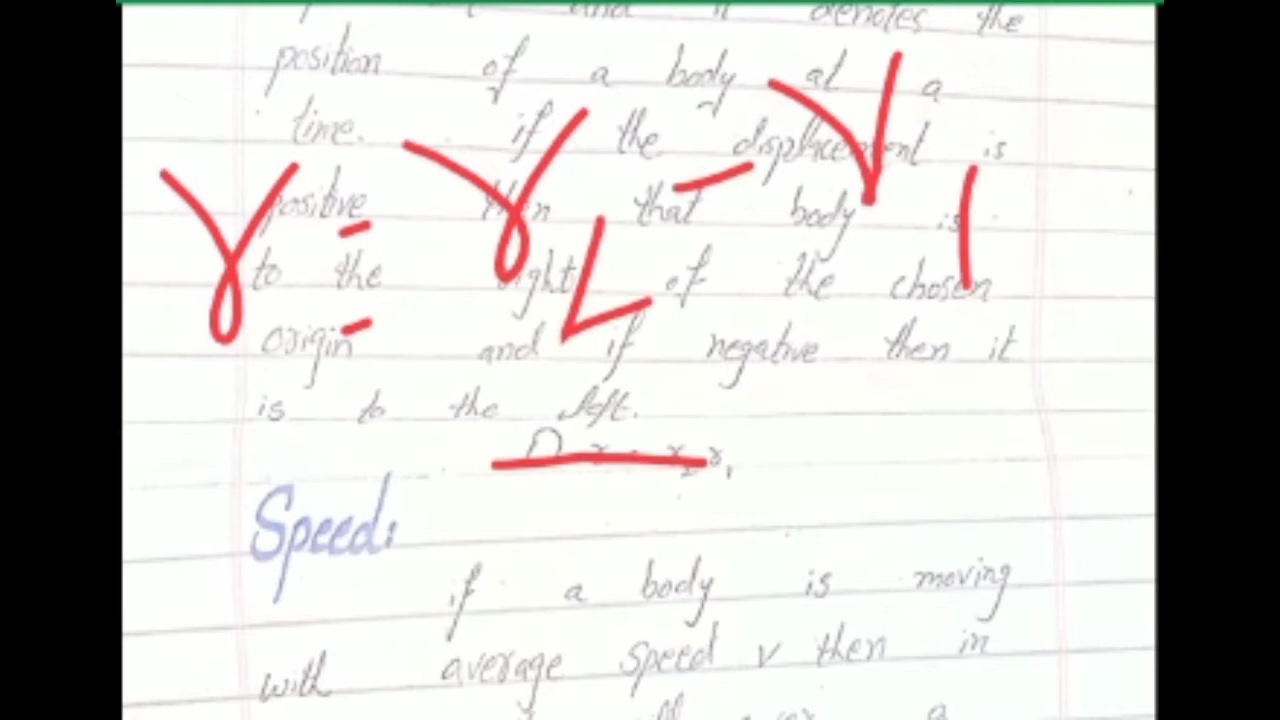 and it denotes the
position of a body at a
time. if the displacement is
positive then that body is
to the right of the chosen
origin and if negative then it
is to the left.
Speed:
if a body is moving
with average speed v then in
γ = γ₂ - γ₁